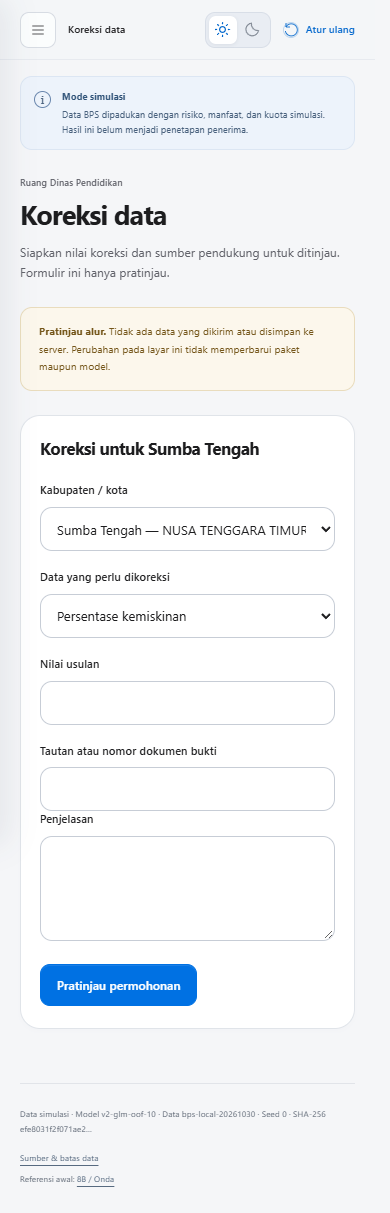 Koreksi data
Atur ulang
Mode simulasi
Data BPS dipadukan dengan risiko, manfaat, dan kuota simulasi.
Hasil ini belum menjadi penetapan penerima.
Ruang Dinas Pendidikan
Koreksi data
Siapkan nilai koreksi dan sumber pendukung untuk ditinjau.
Formulir ini hanya pratinjau.
Pratinjau alur. Tidak ada data yang dikirim atau disimpan ke
server. Perubahan pada layar ini tidak memperbarui paket
maupun model.
Koreksi untuk Sumba Tengah
Kabupaten / kota
Sumba Tengah — NUSA TENGGARA TIMUR
Data yang perlu dikoreksi
Persentase kemiskinan
Nilai usulan
Tautan atau nomor dokumen bukti
Penjelasan
Pratinjau permohonan
Data simulasi · Model v2-glm-oof-10 · Data bps-local-20261030 · Seed 0 · SHA-256
efe8031f2f071ae2...
Sumber & batas data
Referensi awal: 8B / Onda